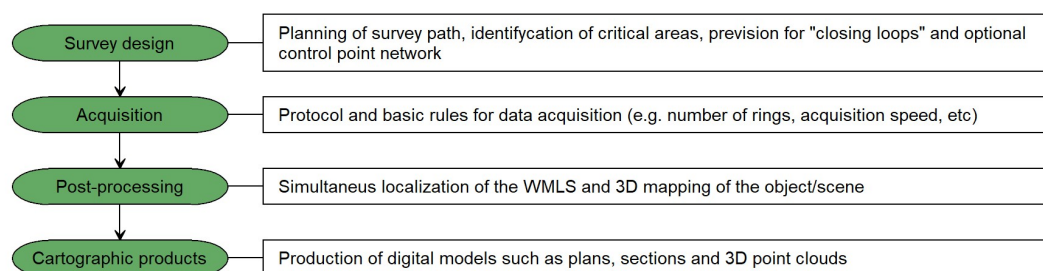 Survey design
Planning of survey path, identifycation of critical areas, prevision for "closing loops" and optional
control point network
Acquisition
Protocol and basic rules for data acquisition (e.g. number of rings, acquisition speed, etc)
Post-processing
Simultaneus localization of the WMLS and 3D mapping of the object/scene
Cartographic products
Production of digital models such as plans, sections and 3D point clouds